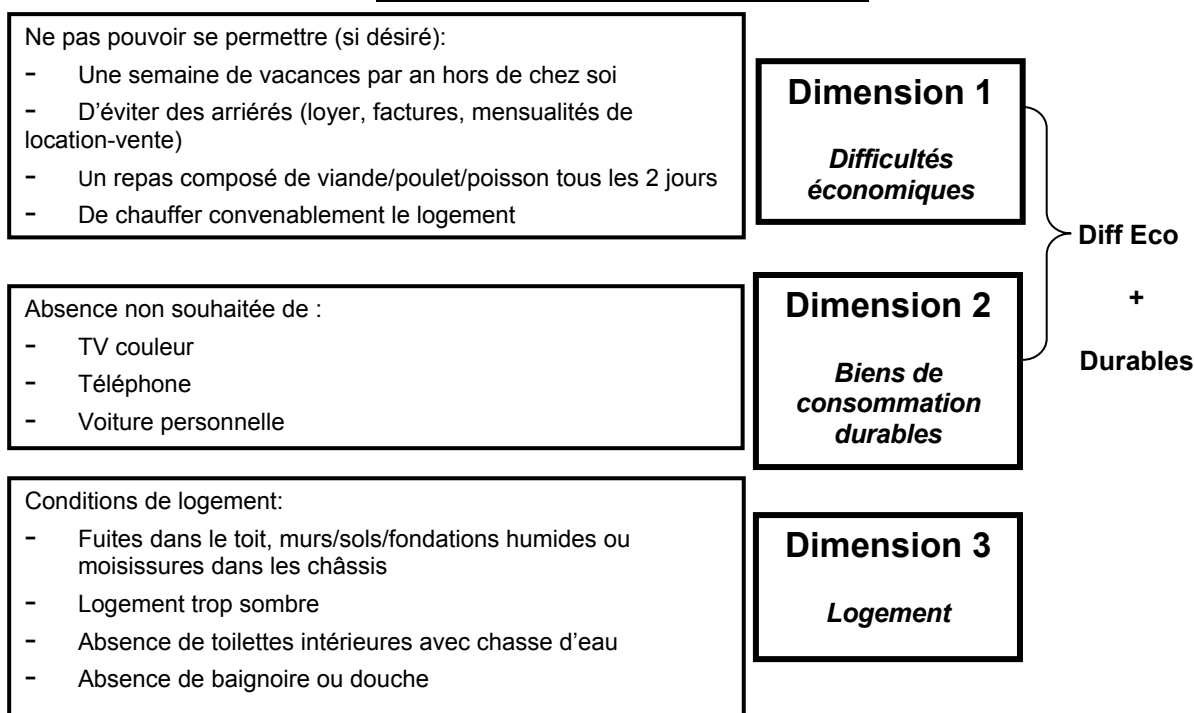 Ne pas pouvoir se permettre (si désiré):
- Une semaine de vacances par an hors de chez soi
- D'éviter des arriérés (loyer, factures, mensualités de
location-vente)
- Un repas composé de viande/poulet/poisson tous les 2 jours
- De chauffer convenablement le logement
Dimension 1
Difficultés
économiques
Absence non souhaitée de :
- TV couleur
- Téléphone
- Voiture personnelle
Dimension 2
Biens de
consommation
durables
Diff Eco
+
Durables
Conditions de logement:
- Fuites dans le toit, murs/sols/fondations humides ou
moisissures dans les châssis
- Logement trop sombre
- Absence de toilettes intérieures avec chasse d'eau
- Absence de baignoire ou douche
Dimension 3
Logement